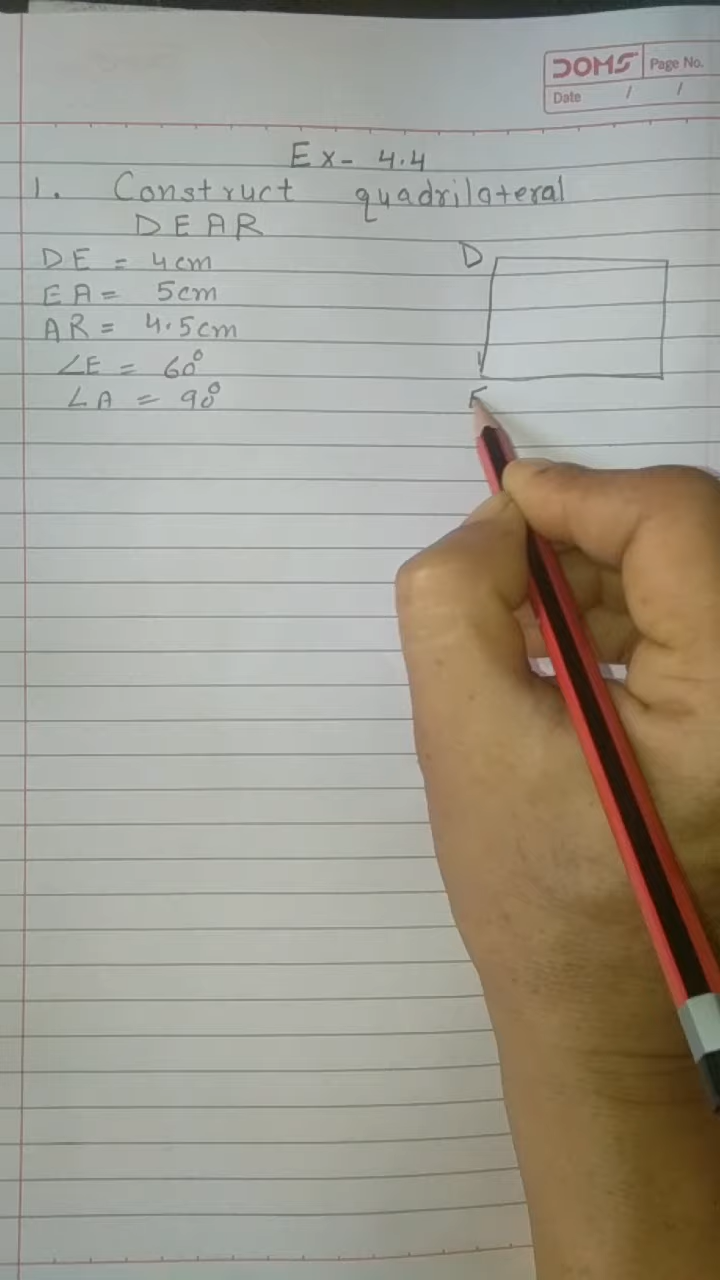 DOMS Page No.
Date / /
Ex- 4.4
1. Construct quadrilateral
DEAR
DE = 4cm
EA = 5cm
AR = 4.5cm
∠E = 60°
∠A = 90°
D